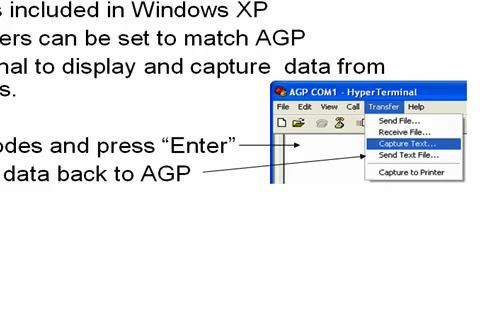 s included in Windows XP
ers can be set to match AGP
nal to display and capture data from
s.
AGP COM1 - HyperTerminal
File Edit View Call Transfer Help
Send File...
Receive File...
Capture Text...
Send Text File...
Capture to Printer
odes and press “Enter”
data back to AGP